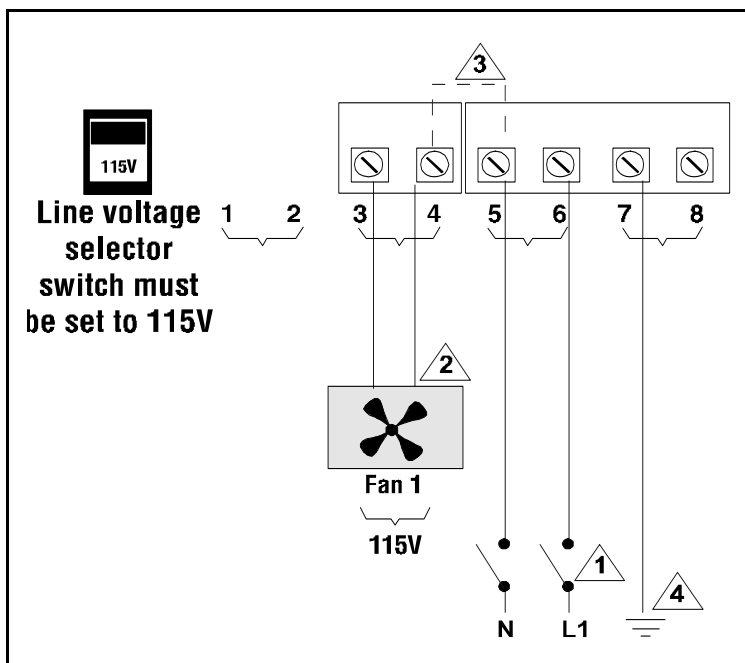 3
115V
Line voltage
selector
switch must
be set to 115V
1 2 3 4 5 6 7 8
2
Fan 1
115V
1
4
N L1